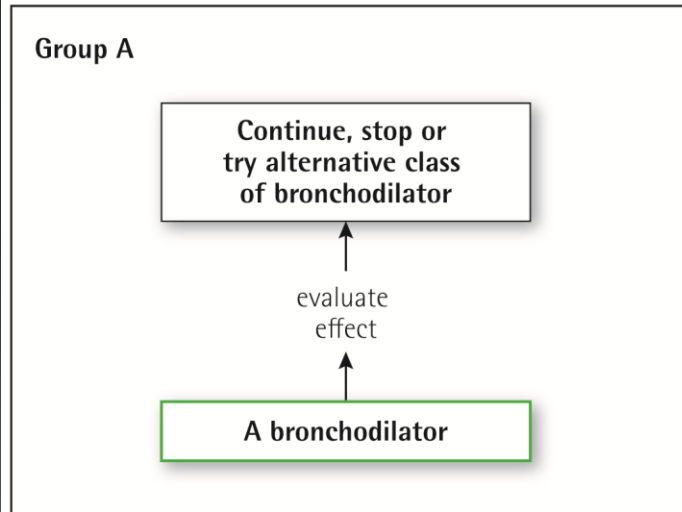 Group A
Continue, stop or
try alternative class
of bronchodilator
evaluate
effect
A bronchodilator